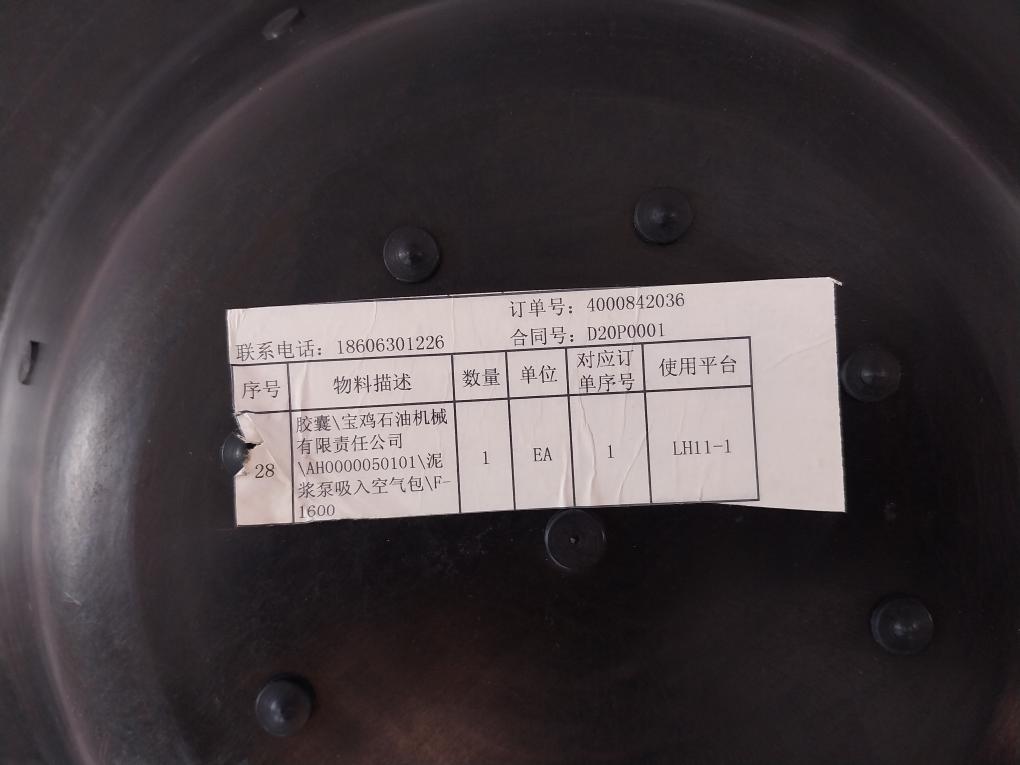 订单号：4000842036
联系电话：18606301226
合同号：D20P0001
序号 物料描述 数量 单位 对应订单序号 使用平台
28
胶囊\宝鸡石油机械
有限责任公司
\AH0000050101\泥
浆泵吸入空气包\F-
1600
1 EA 1 LH11-1